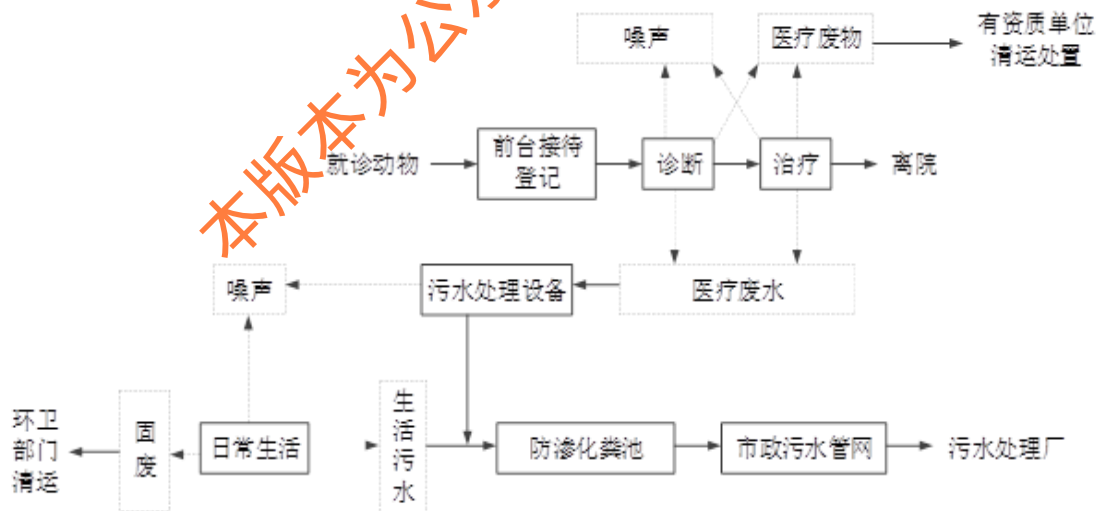 噪声
医疗废物
有资质单位
清运处置
就诊动物
前台接待
登记
诊断
治疗
离院
本版本为公
噪声
污水处理设备
医疗废水
环卫
部门
清运
固
废
日常生活
生
活
污
水
防渗化粪池
市政污水管网
污水处理厂